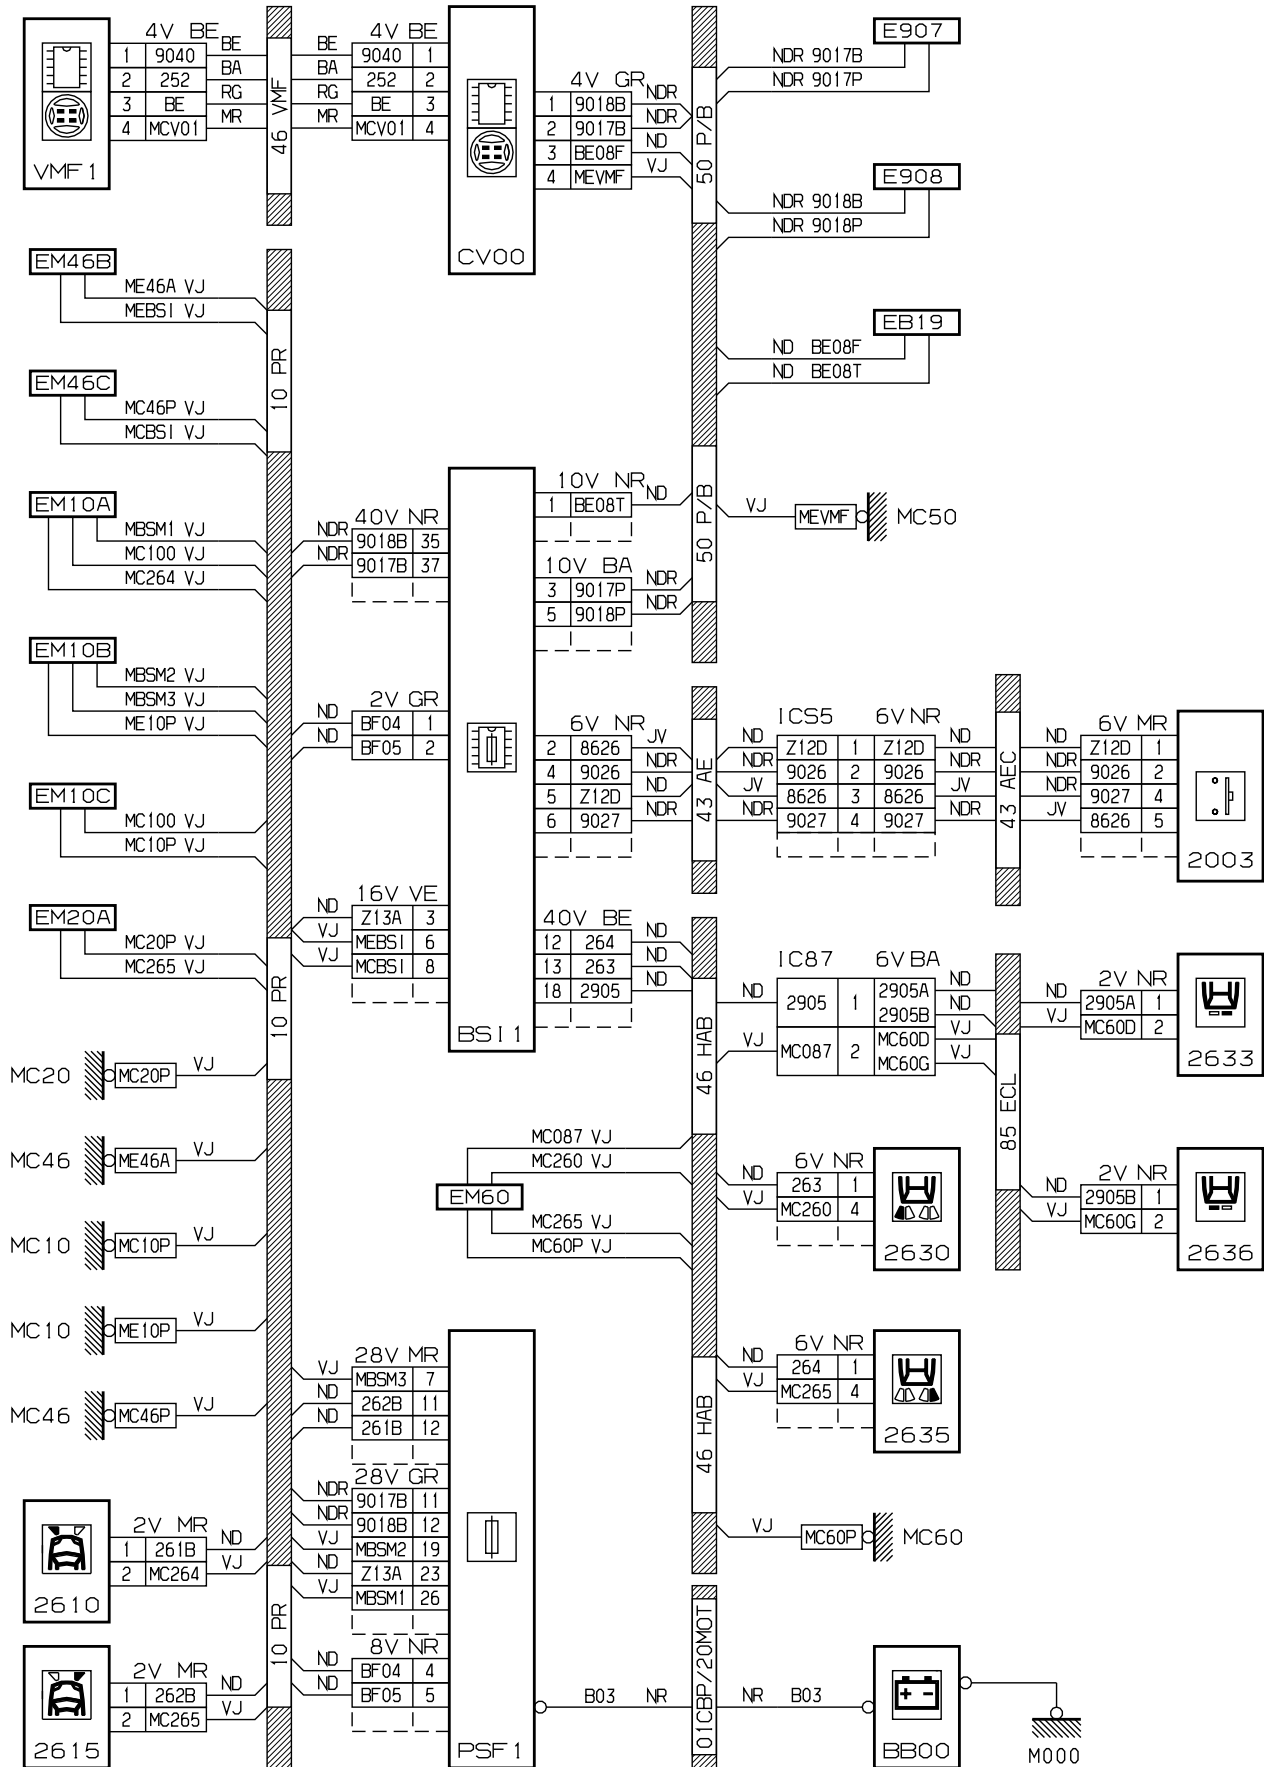 VMF1
4V BE
1 9040 BE
2 252 BA
3 BE RG
4 MCV01 MR
46 VMF
4V BE
BE 9040 1
BA 252 2
RG BE 3
MR MCV01 4
CV00
4V GR
1 9018B NDR
2 9017B NDR
3 BE08F ND
4 MEVMF VJ
50 P/B
E907
NDR 9017B
NDR 9017P
E908
NDR 9018B
NDR 9018P
EB19
ND BE08F
ND BE08T
EM46B
ME46A VJ
MEBSI VJ
10 PR
EM46C
MC46P VJ
MCBSI VJ
EM10A
MBSM1 VJ
MC100 VJ
MC264 VJ
EM10B
MBSM2 VJ
MBSM3 VJ
ME10P VJ
EM10C
MC100 VJ
MC10P VJ
EM20A
MC20P VJ
MC265 VJ
10 PR
MC20 MC20P VJ
MC46 ME46A VJ
MC10 MC10P VJ
MC10 ME10P VJ
MC46 MC46P VJ
40V NR
NDR 9018B 35
NDR 9017B 37
2V GR
ND BF04 1
ND BF05 2
16V VE
ND Z13A 3
VJ MEBSI 6
VJ MCBSI 8
BSI1
10V NR
1 BE08T ND
10V BA
3 9017P NDR
5 9018P NDR
50 P/B
VJ MEVMF MC50
6V NR
2 8626 JV
4 9026 NDR
5 Z12D ND
6 9027 NDR
43 AE
ICS5 6V NR
ND Z12D 1 Z12D ND
NDR 9026 2 9026 NDR
JV 8626 3 8626 JV
NDR 9027 4 9027 NDR
43 AEC
6V MR
ND Z12D 1
NDR 9026 2
NDR 9027 4
JV 8626 5
2003
40V BE
12 264 ND
13 263 ND
18 2905 ND
46 HAB
IC87 6V BA
ND 2905 1 2905A ND
2905B ND
VJ MC087 2 MC60D VJ
MC60G VJ
85 ECL
2V NR
ND 2905A 1
VJ MC60D 2
2633
2V NR
ND 2905B 1
VJ MC60G 2
2636
MC087 VJ
MC260 VJ
EM60
MC265 VJ
MC60P VJ
6V NR
ND 263 1
VJ MC260 4
2630
6V NR
ND 264 1
VJ MC265 4
2635
46 HAB
VJ MC60P MC60
28V MR
VJ MBSM3 7
ND 262B 11
ND 261B 12
28V GR
NDR 9017B 11
NDR 9018B 12
VJ MBSM2 19
ND Z13A 23
VJ MBSM1 26
8V NR
ND BF04 4
ND BF05 5
PSF1
2610
2V MR
1 261B ND
2 MC264 VJ
10 PR
2615
2V MR
1 262B ND
2 MC265 VJ
B03 NR
01CBP/20MOT
NR B03
BB00
+ -
M000